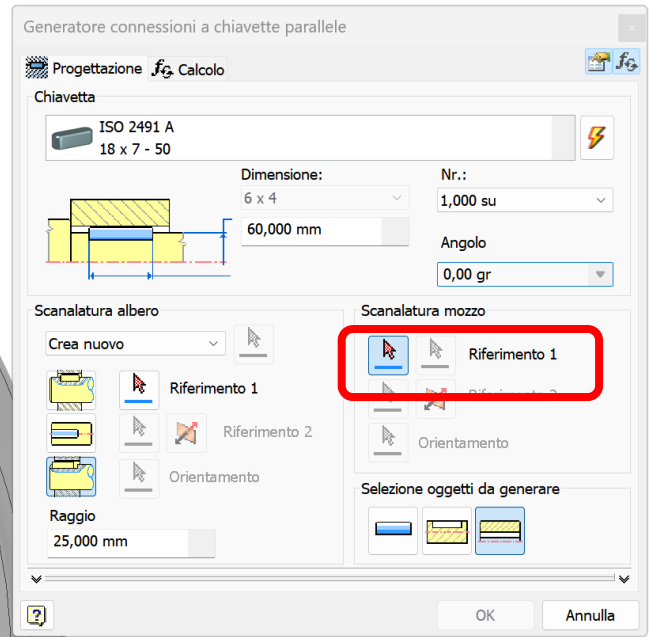 Generatore connessioni a chiavette parallele
Progettazione
Calcolo
Chiavetta
ISO 2491 A
18 x 7 - 50
Dimensione:
Nr.:
6 x 4
1,000 su
60,000 mm
Angolo
0,00 gr
Scanalatura albero
Scanalatura mozzo
Crea nuovo
Riferimento 1
Riferimento 1
Riferimento 2
Riferimento 2
Orientamento
Orientamento
Selezione oggetti da generare
Raggio
25,000 mm
OK
Annulla